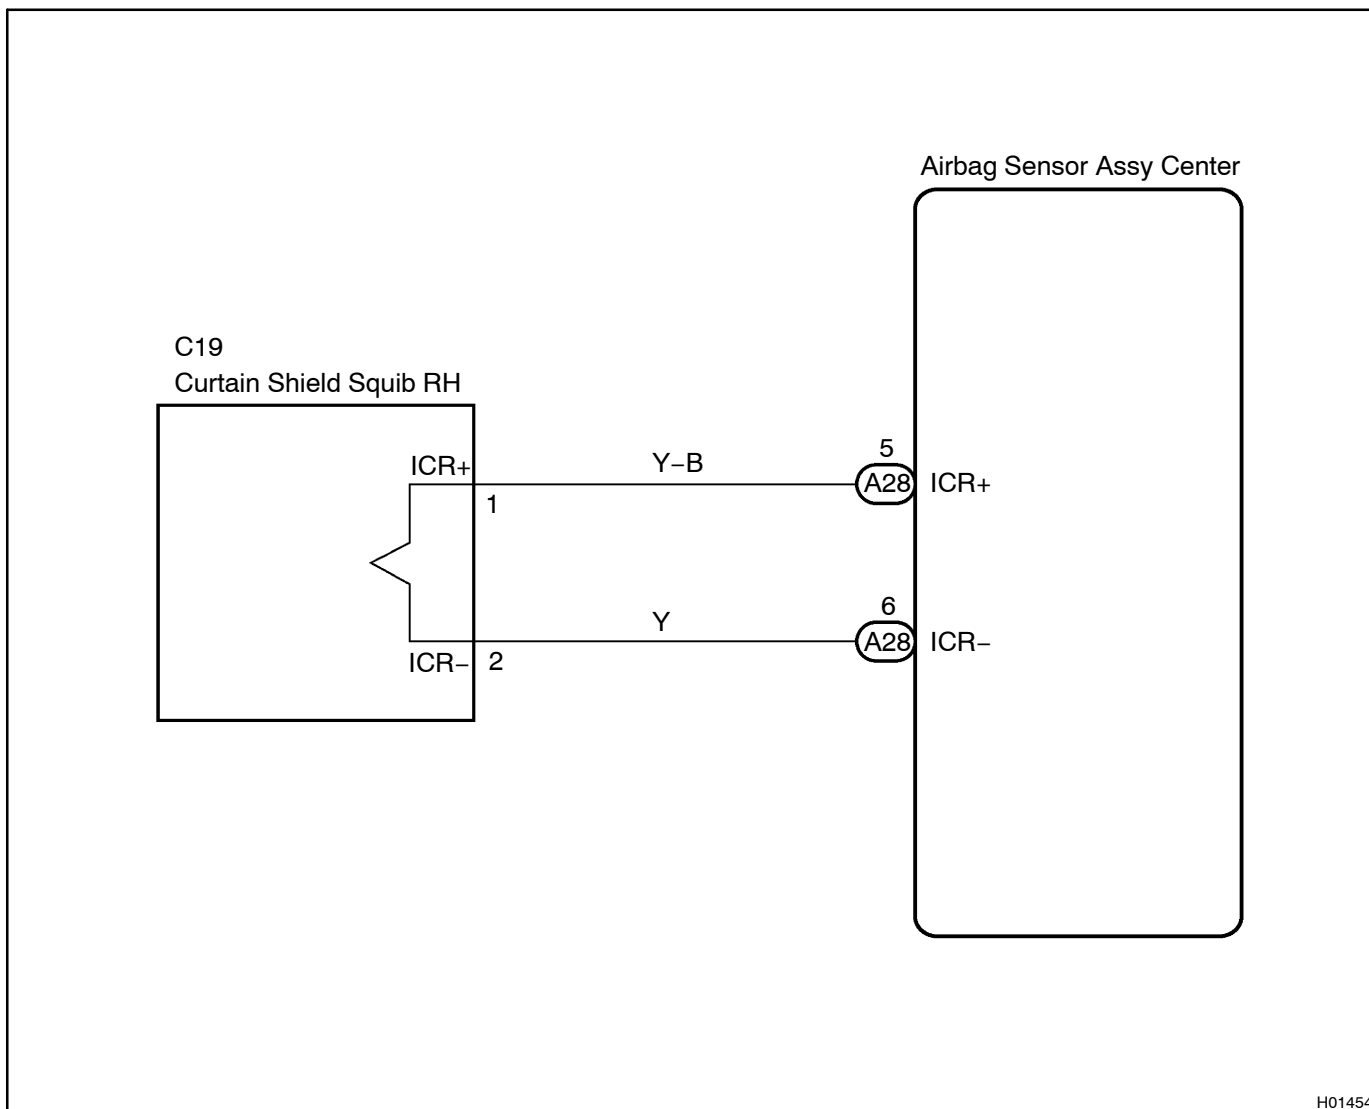 Airbag Sensor Assy Center
C19
Curtain Shield Squib RH
ICR+
1
Y−B
5
A28
ICR+
ICR−
2
Y
6
A28
ICR−
H01454